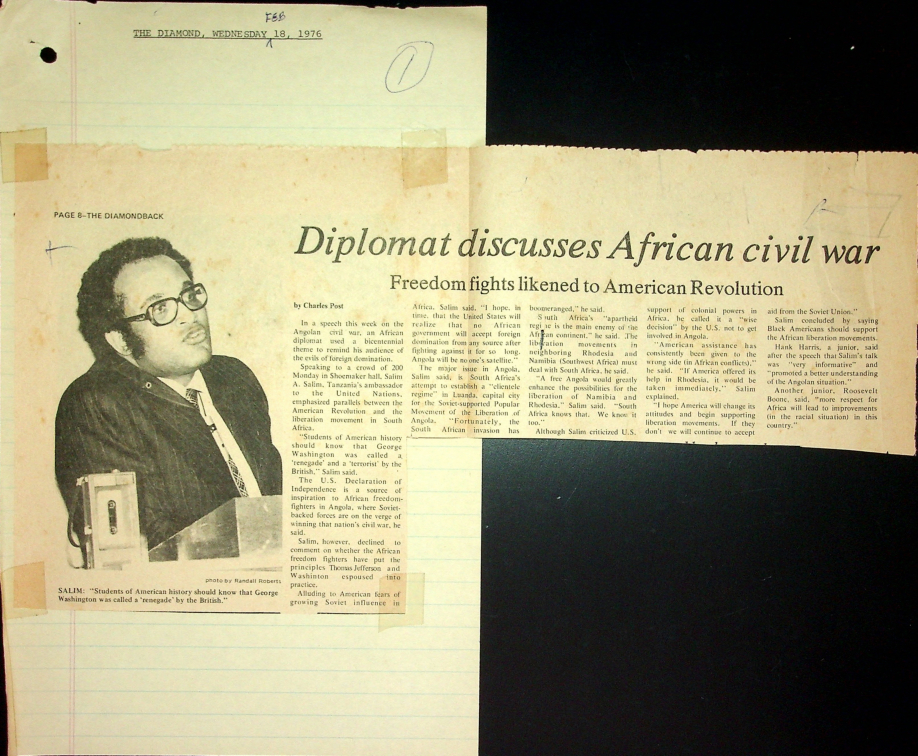 FEB
THE DIAMOND, WEDNESDAY 18, 1976
1
PAGE 8–THE DIAMONDBACK
Diplomat discusses African civil war
Freedom fights likened to American Revolution
by Charles Post
In a speech this week on the
Angolan civil war, an African
diplomat used a bicentennial
theme to remind his audience of
the evils of foreign domination.
Speaking to a crowd of 200
Monday in Shoemaker hall, Salim
A. Salim, Tanzania's ambassador
to the United Nations,
emphasized parallels between the
American Revolution and the
liberation movement in South
Africa.
"Students of American history
should know that George
Washington was called a
'renegade' and a 'terrorist' by the
British," Salim said.
The U.S. Declaration of
Independence is a source of
inspiration to African freedom-
fighters in Angola, where Soviet-
backed forces are on the verge of
winning that nation's civil war, he
said.
Salim, however, declined to
comment on whether the African
freedom fighters have put the
principles Thomas Jefferson and
Washinton espoused into
practice.
Alluding to American fears of
growing Soviet influence in
Africa, Salim said, "I hope, in
time, that the United States will
realize that no African
government will accept foreign
domination from any source after
fighting against it for so long.
Angola will be no one's satellite."
The major issue in Angola,
Salim said, is South Africa's
attempt to establish a "clientele
regime" in Luanda, capital city
for the Soviet-supported Popular
Movement of the Liberation of
Angola. "Fortunately, the
South African invasion has
boomeranged," he said.
South Africa's "apartheid
regime is the main enemy of the
African continent," he said. The
liberation movements in
neighboring Rhodesia and
Namibia (Southwest Africa) must
deal with South Africa, he said.
"A free Angola would greatly
enhance the possibilities for the
liberation of Namibia and
Rhodesia," Salim said. "South
Africa knows that. We know it
too."
Although Salim criticized U.S.
support of colonial powers in
Africa, he called it a "wise
decision" by the U.S. not to get
involved in Angola.
"American assistance has
consistently been given to the
wrong side (in African conflicts),"
he said. "If America offered its
help in Rhodesia, it would be
taken immediately," Salim
explained.
"I hope America will change its
attitudes and begin supporting
liberation movements. If they
don't we will continue to accept
aid from the Soviet Union."
Salim concluded by saying
Black Americans should support
the African liberation movements.
Hank Harris, a junior, said
after the speech that Salim's talk
was "very informative" and
"promoted a better understanding
of the Angolan situation."
Another junior, Roosevelt
Boone, said, "more respect for
Africa will lead to improvements
(in the racial situation) in this
country."
photo by Randall Roberts
SALIM: "Students of American history should know that George
Washington was called a 'renegade' by the British."